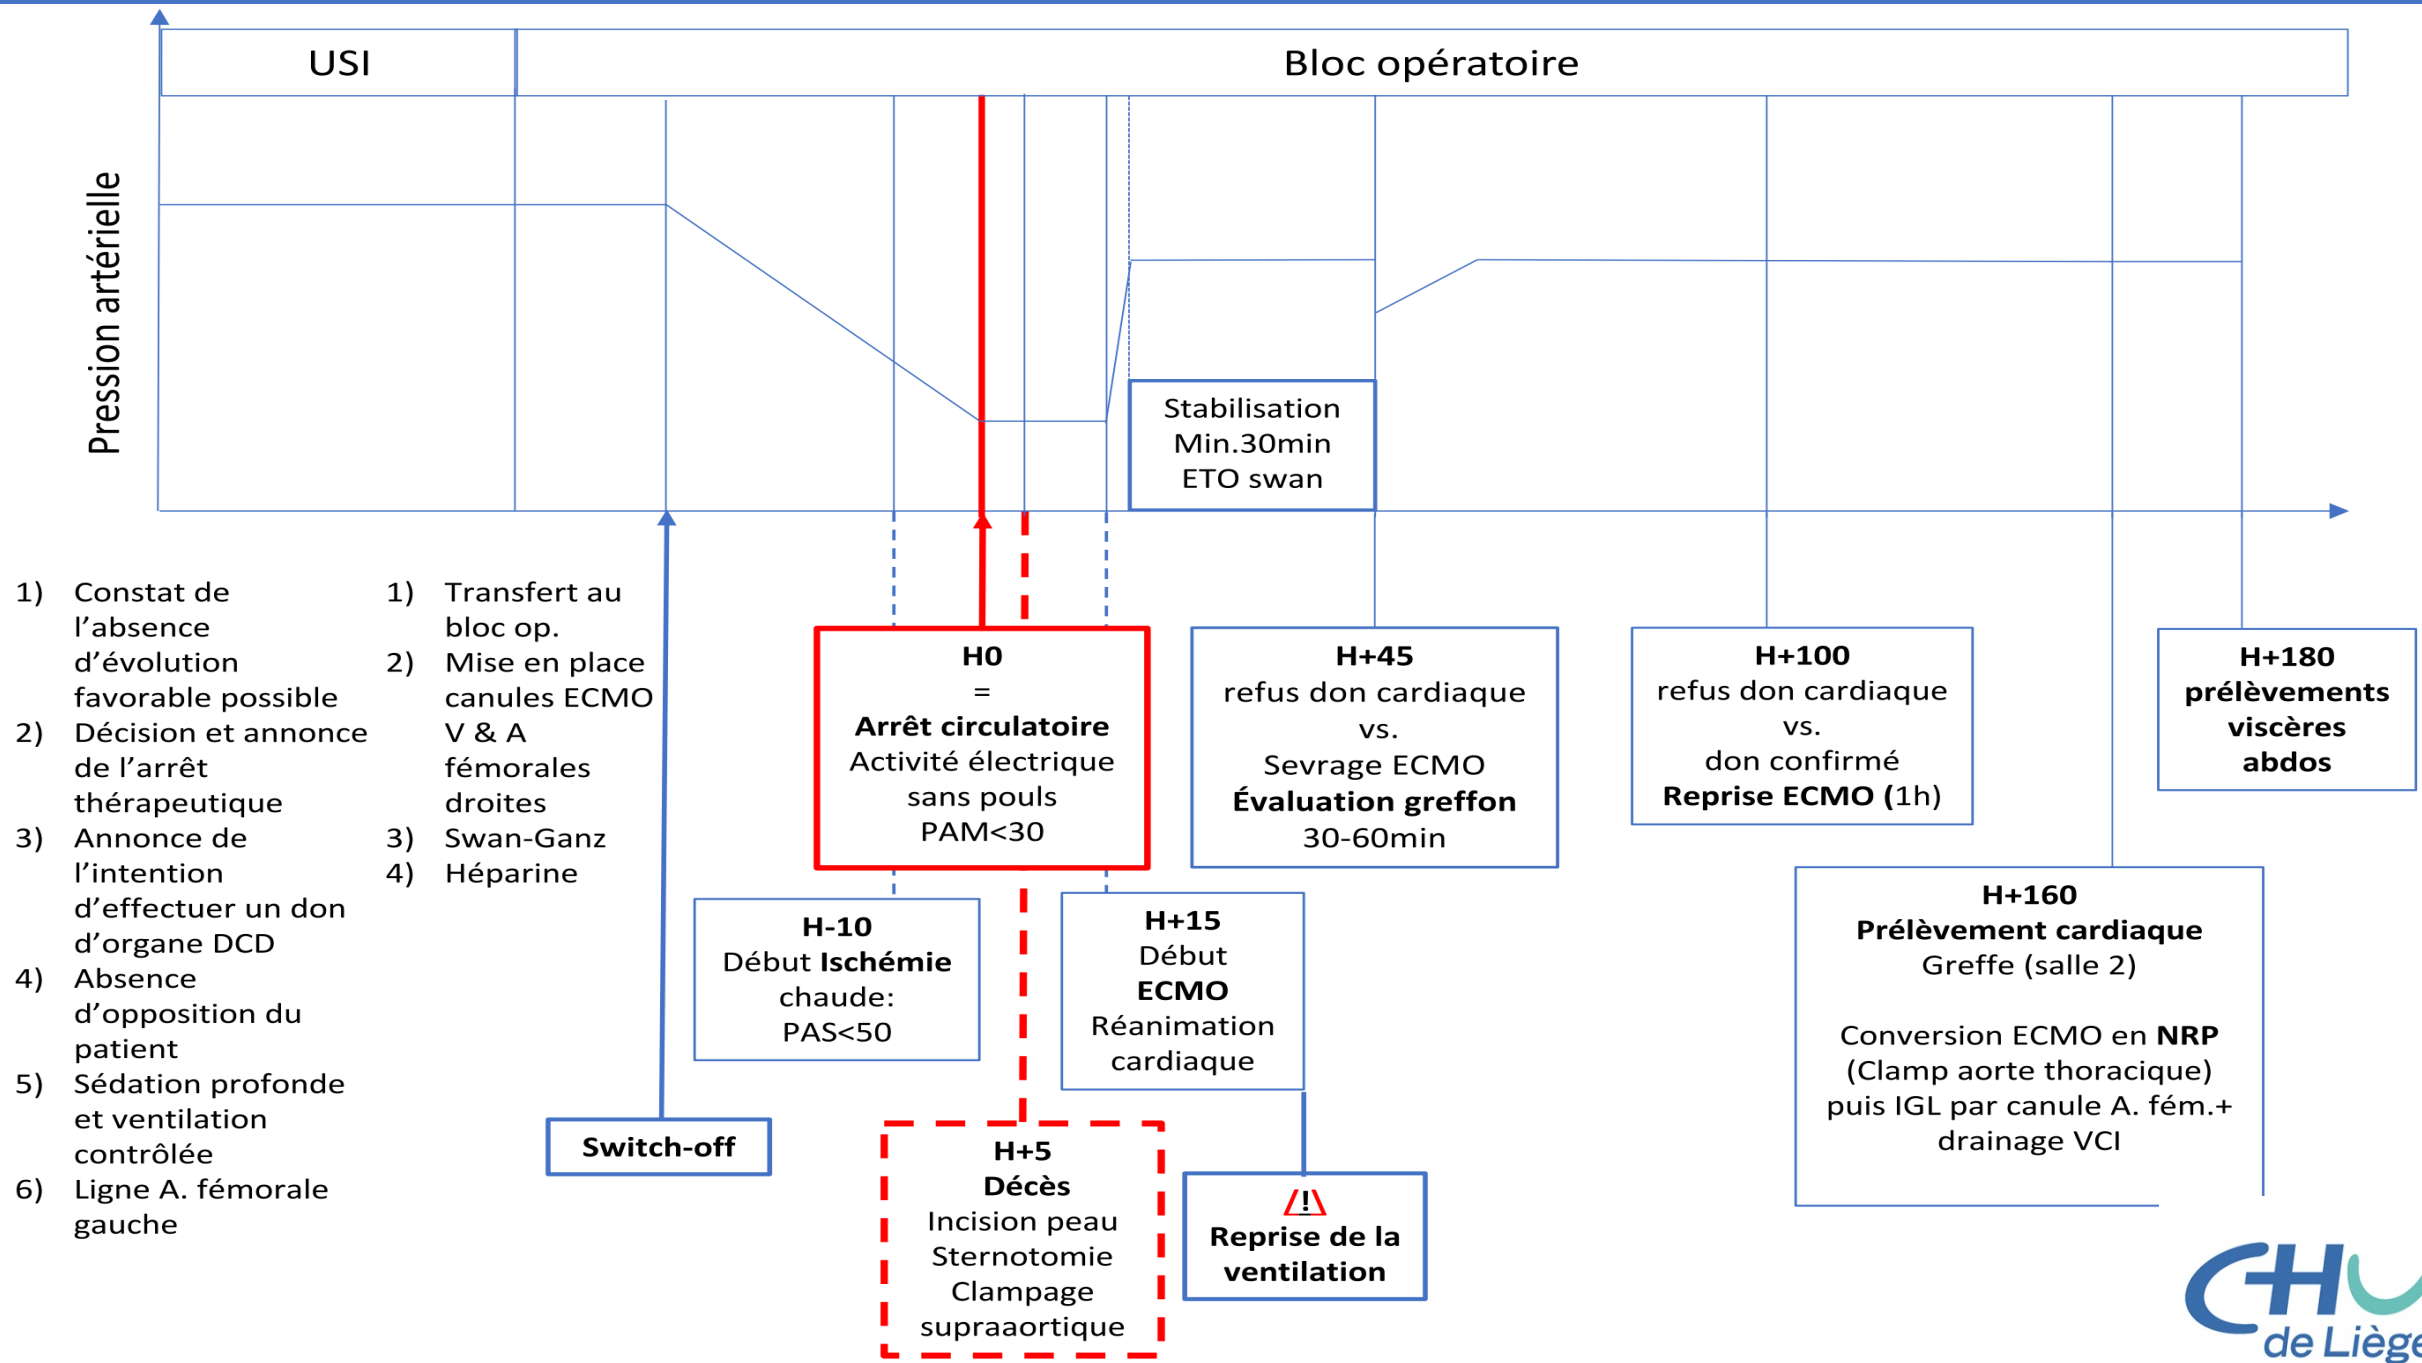 USI
Bloc opératoire
Pression artérielle
Stabilisation
Min.30min
ETO swan
1) Constat de
l’absence
d’évolution
favorable possible
2) Décision et annonce
de l’arrêt
thérapeutique
3) Annonce de
l’intention
d’effectuer un don
d’organe DCD
4) Absence
d’opposition du
patient
5) Sédation profonde
et ventilation
contrôlée
6) Ligne A. fémorale
gauche
1) Transfert au
bloc op.
2) Mise en place
canules ECMO
V & A
fémorales
droites
3) Swan-Ganz
4) Héparine
Switch-off
H-10
Début Ischémie
chaude:
PAS<50
H0
=
Arrêt circulatoire
Activité électrique
sans pouls
PAM<30
H+5
Décès
Incision peau
Sternotomie
Clampage
supraaortique
H+15
Début
ECMO
Réanimation
cardiaque
/!\
Reprise de la
ventilation
H+45
refus don cardiaque
vs.
Sevrage ECMO
Évaluation greffon
30-60min
H+100
refus don cardiaque
vs.
don confirmé
Reprise ECMO (1h)
H+160
Prélèvement cardiaque
Greffe (salle 2)
Conversion ECMO en NRP
(Clamp aorte thoracique)
puis IGL par canule A. fém.+
drainage VCI
H+180
prélèvements
viscères
abdos
CHU
de Liège